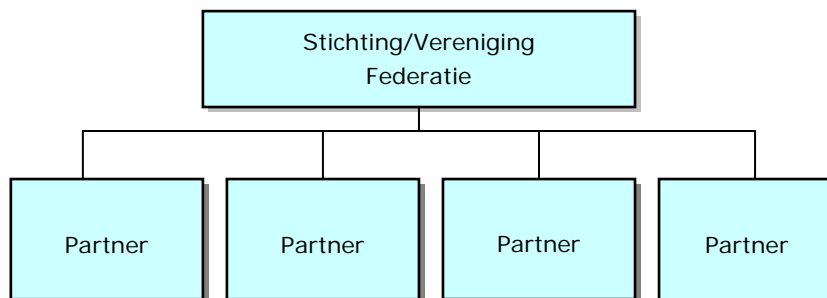 Stichting/Vereniging
Federatie
Partner
Partner
Partner
Partner